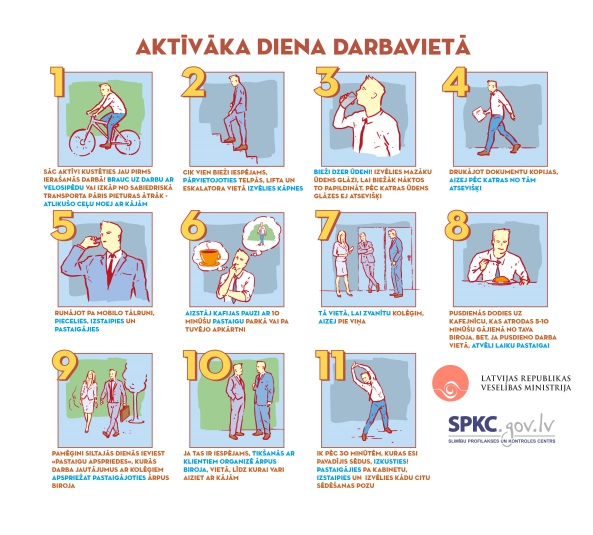 AKTĪVĀKA DIENA DARBAVIETĀ
1
SĀC AKTĪVI KUSTĒTIES JAU PIRMS
IERAŠANĀS DARBĀ! BRAUC UZ DARBU AR
VELOSIPĒDU VAI IZKĀP NO SABIEDRISKĀ
TRANSPORTA PĀRIS PIETURAS ĀTRĀK -
ATLIKUŠO CEĻU NOEJ AR KĀJĀM
2
CIK VIEN BIEŽI IESPĒJAMS,
PĀRVIETOJOTIES TELPĀS, LIFTA UN
ESKALATORA VIETĀ IZVĒLIES KĀPNES
3
BIEŽI DZER ŪDENI! IZVĒLIES MAZĀKU
ŪDENS GLĀZI, LAI BIEŽĀK NĀKTOS
TO PAPILDINĀT. PĒC KATRAS ŪDENS
GLĀZES EJ ATSEVIŠĶI
4
DRUKĀJOT DOKUMENTU KOPIJAS,
AIZEJ PĒC KATRAS NO TĀM
ATSEVIŠĶI
5
RUNĀJOT PA MOBILO TĀLRUNI,
PIECELIES, IZSTAIPIES UN
PASTAIGĀJIES
6
AIZSTĀJ KAFIJAS PAUZI AR 10
MINŪŠU PASTAIGU PARKĀ VAI PA
TUVĒJO APKĀRTNI
7
TĀ VIETĀ, LAI ZVANĪTU KOLĒĢIM,
AIZEJ PIE VIŅA
8
PUSDIENĀS DODIES UZ
KAFEJNĪCU, KAS ATRODAS 5-10
MINŪŠU GĀJIENĀ NO TAVA
BIROJA. BET, JA PUSDIENO DARBA
VIETĀ, ATVĒLI LAIKU PASTAIGAI
9
PAMĒĢINI SILTAJĀS DIENĀS IEVIEST
«PASTAIGU APSPRIEDES», KURĀS
DARBA JAUTĀJUMUS AR KOLĒĢIEM
APSPRIEŽAT PASTAIGĀJOTIES ĀRPUS
BIROJA
10
JA TAS IR IESPĒJAMS, TIKŠANĀS AR
KLIENTIEM ORGANIZĒ ĀRPUS
BIROJA, VIETĀ, LĪDZ KURAI VARI
AIZIET AR KĀJĀM
11
IK PĒC 30 MINŪTĒM, KURAS ESI
PAVADĪJIS SĒDUS, IZKUSTIES!
PASTAIGĀJIES PA KABINETU,
IZSTAIPIES UN IZVĒLIES KĀDU CITU
SĒDĒŠANAS POZU
LATVIJAS REPUBLIKAS
VESELĪBAS MINISTRIJA
SPKC.gov.lv
SLIMĪBU PROFILAKSES UN KONTROLES CENTRS